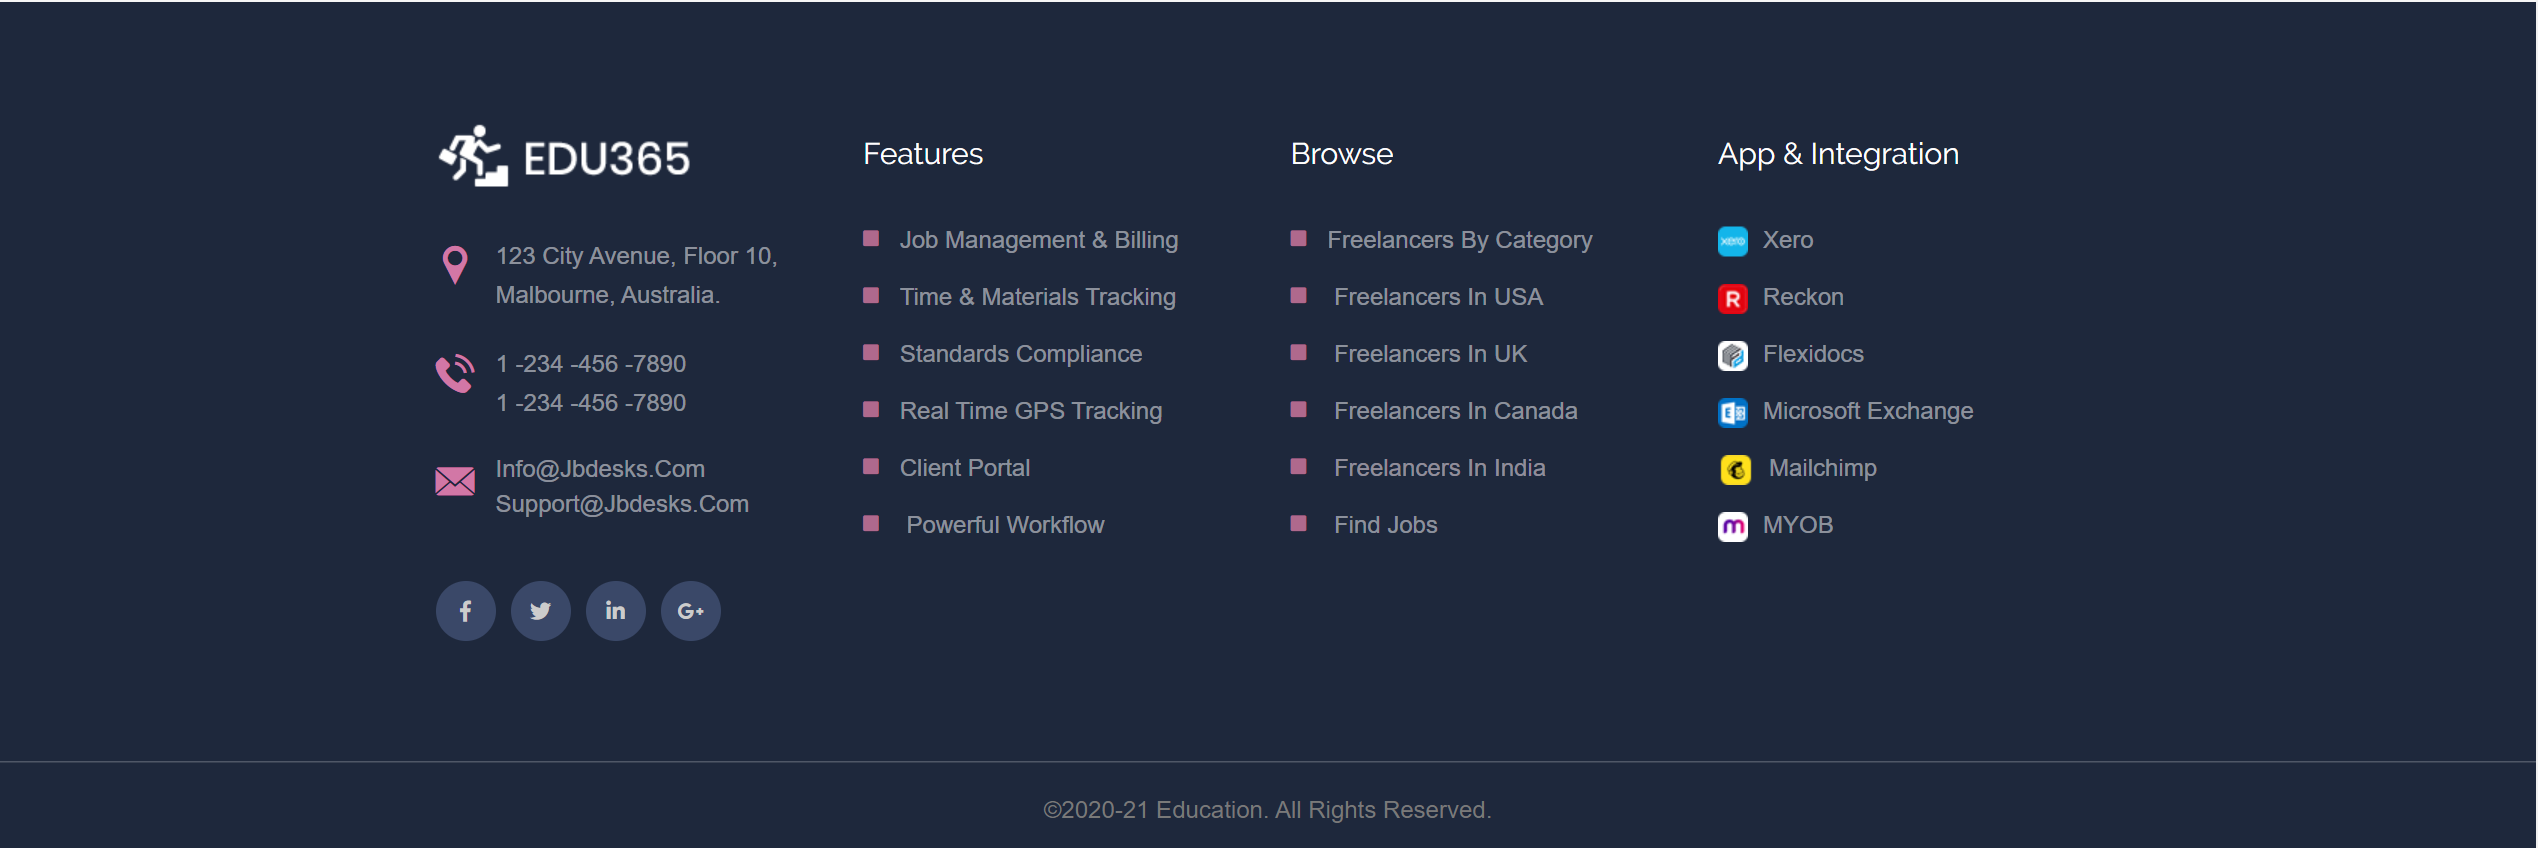 EDU365
123 City Avenue, Floor 10,
Malbourne, Australia.
1 -234 -456 -7890
1 -234 -456 -7890
Info@Jbdesks.Com
Support@Jbdesks.Com
f
in
G+
Features
Job Management & Billing
Time & Materials Tracking
Standards Compliance
Real Time GPS Tracking
Client Portal
Powerful Workflow
Browse
Freelancers By Category
Freelancers In USA
Freelancers In UK
Freelancers In Canada
Freelancers In India
Find Jobs
App & Integration
xero Xero
R Reckon
Flexidocs
E Microsoft Exchange
Mailchimp
m MYOB
©2020-21 Education. All Rights Reserved.